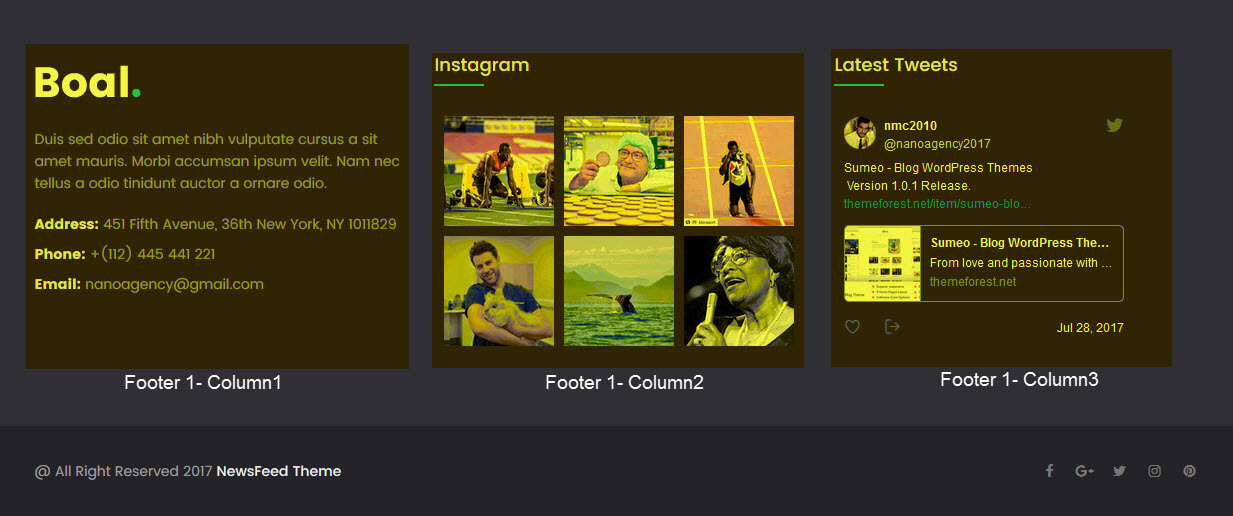 Boal.
Duis sed odio sit amet nibh vulputate cursus a sit
amet mauris. Morbi accumsan ipsum velit. Nam nec
tellus a odio tinidunt auctor a ornare odio.
Address: 451 Fifth Avenue, 36th New York, NY 1011829
Phone: +(112) 445 441 221
Email: nanoagency@gmail.com
Footer 1- Column1
Instagram
Footer 1- Column2
Latest Tweets
nmc2010
@nanoagency2017
Sumeo - Blog WordPress Themes
Version 1.0.1 Release.
themeforest.net/item/sumeo-blo...
Sumeo - Blog WordPress The...
From love and passionate with ...
themeforest.net
Jul 28, 2017
Footer 1- Column3
@ All Right Reserved 2017 NewsFeed Theme